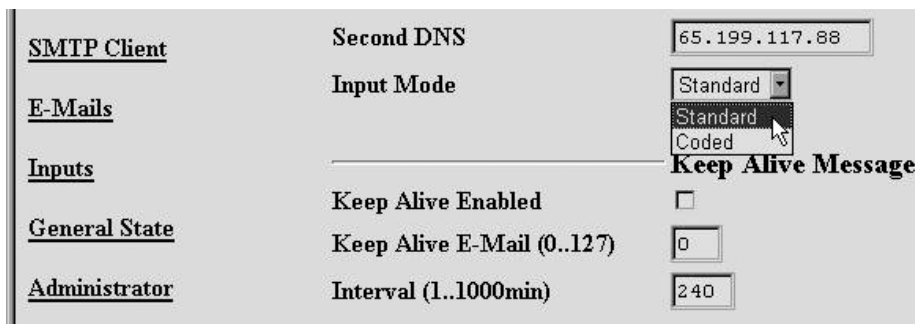 SMTP Client
E-Mails
Inputs
General State
Administrator
Second DNS 65.199.117.88
Input Mode Standard
Standard
Coded
Keep Alive Message
Keep Alive Enabled
Keep Alive E-Mail (0..127) 0
Interval (1..1000min) 240